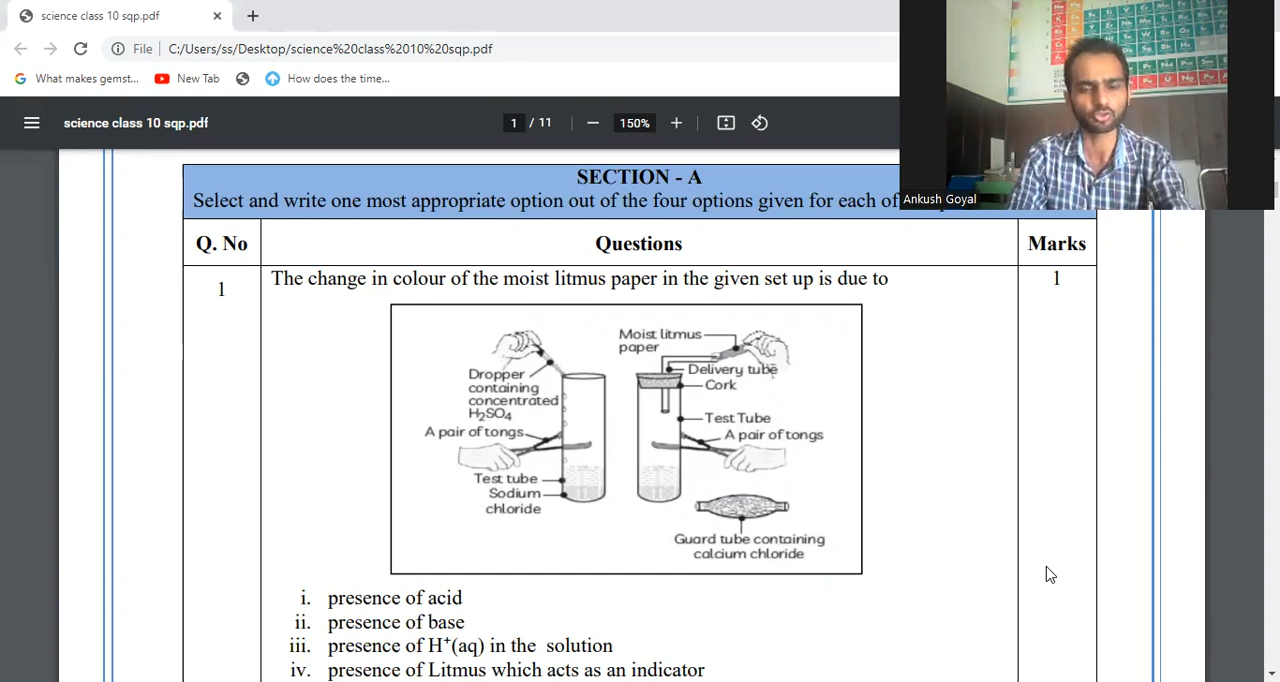 science class 10 sqp.pdf
File
C:/Users/ss/Desktop/science%20class%2010%20sqp.pdf
What makes gemst...
New Tab
How does the time...
science class 10 sqp.pdf
1 / 11
150%
Ankush Goyal
SECTION - A
Select and write one most appropriate option out of the four options given for each of
Q. No
Questions
Marks
1
The change in colour of the moist litmus paper in the given set up is due to
1
Moist litmus
paper
Dropper
containing
concentrated
H₂SO₄
Delivery tube
Cork
Test Tube
A pair of tongs
A pair of tongs
Test tube
Sodium
chloride
Guard tube containing
calcium chloride
i. presence of acid
ii. presence of base
iii. presence of H⁺(aq) in the solution
iv. presence of Litmus which acts as an indicator